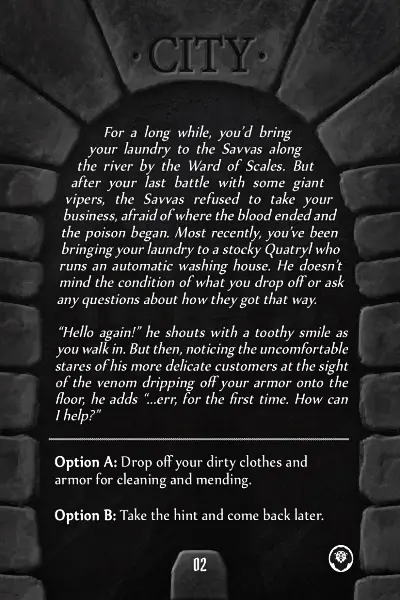 ·CITY·
For a long while, you’d bring
your laundry to the Savvas along
the river by the Ward of Scales. But
after your last battle with some giant
vipers, the Savvas refused to take your
business, afraid of where the blood ended and
the poison began. Most recently, you’ve been
bringing your laundry to a stocky Quatryl who
runs an automatic washing house. He doesn’t
mind the condition of what you drop off or ask
any questions about how they got that way.
“Hello again!” he shouts with a toothy smile as
you walk in. But then, noticing the uncomfortable
stares of his more delicate customers at the sight
of the venom dripping off your armor onto the
floor, he adds “...err, for the first time. How can
I help?”
Option A: Drop off your dirty clothes and
armor for cleaning and mending.
Option B: Take the hint and come back later.
02